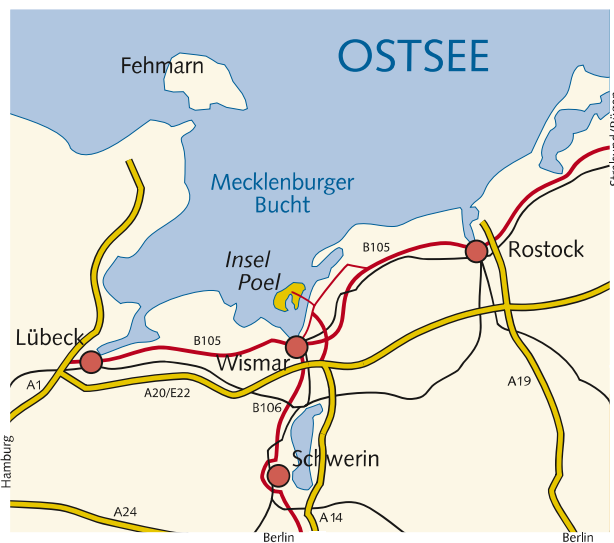 OSTSEE
Fehmarn
Mecklenburger
Bucht
Insel
Poel
B105
Rostock
Lübeck
B105
Wismar
A1
A20/E22
B106
A19
Schwerin
Hamburg
A24
A14
Berlin
Berlin